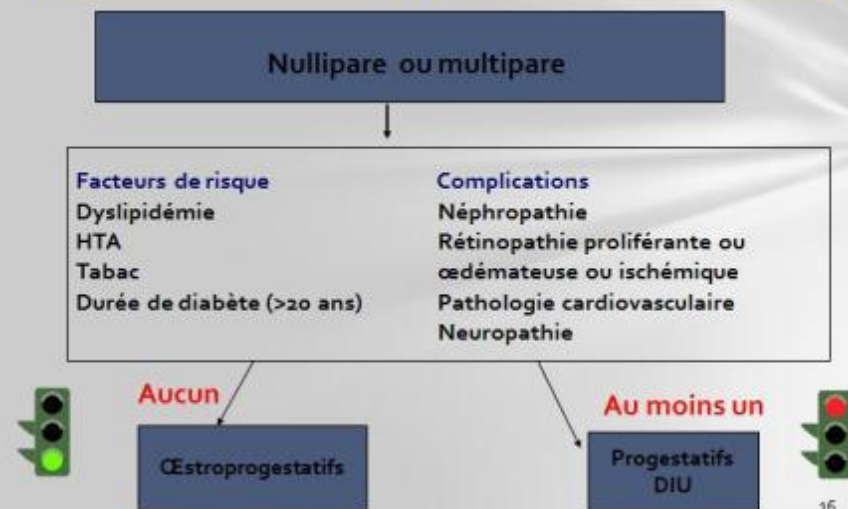 Nullipare ou multipare
Facteurs de risque
Dyslipidémie
HTA
Tabac
Durée de diabète (>20 ans)
Complications
Néphropathie
Rétinopathie proliférante ou
œdémateuse ou ischémique
Pathologie cardiovasculaire
Neuropathie
Aucun
Au moins un
Œstroprogestatifs
Progestatifs
DIU
16